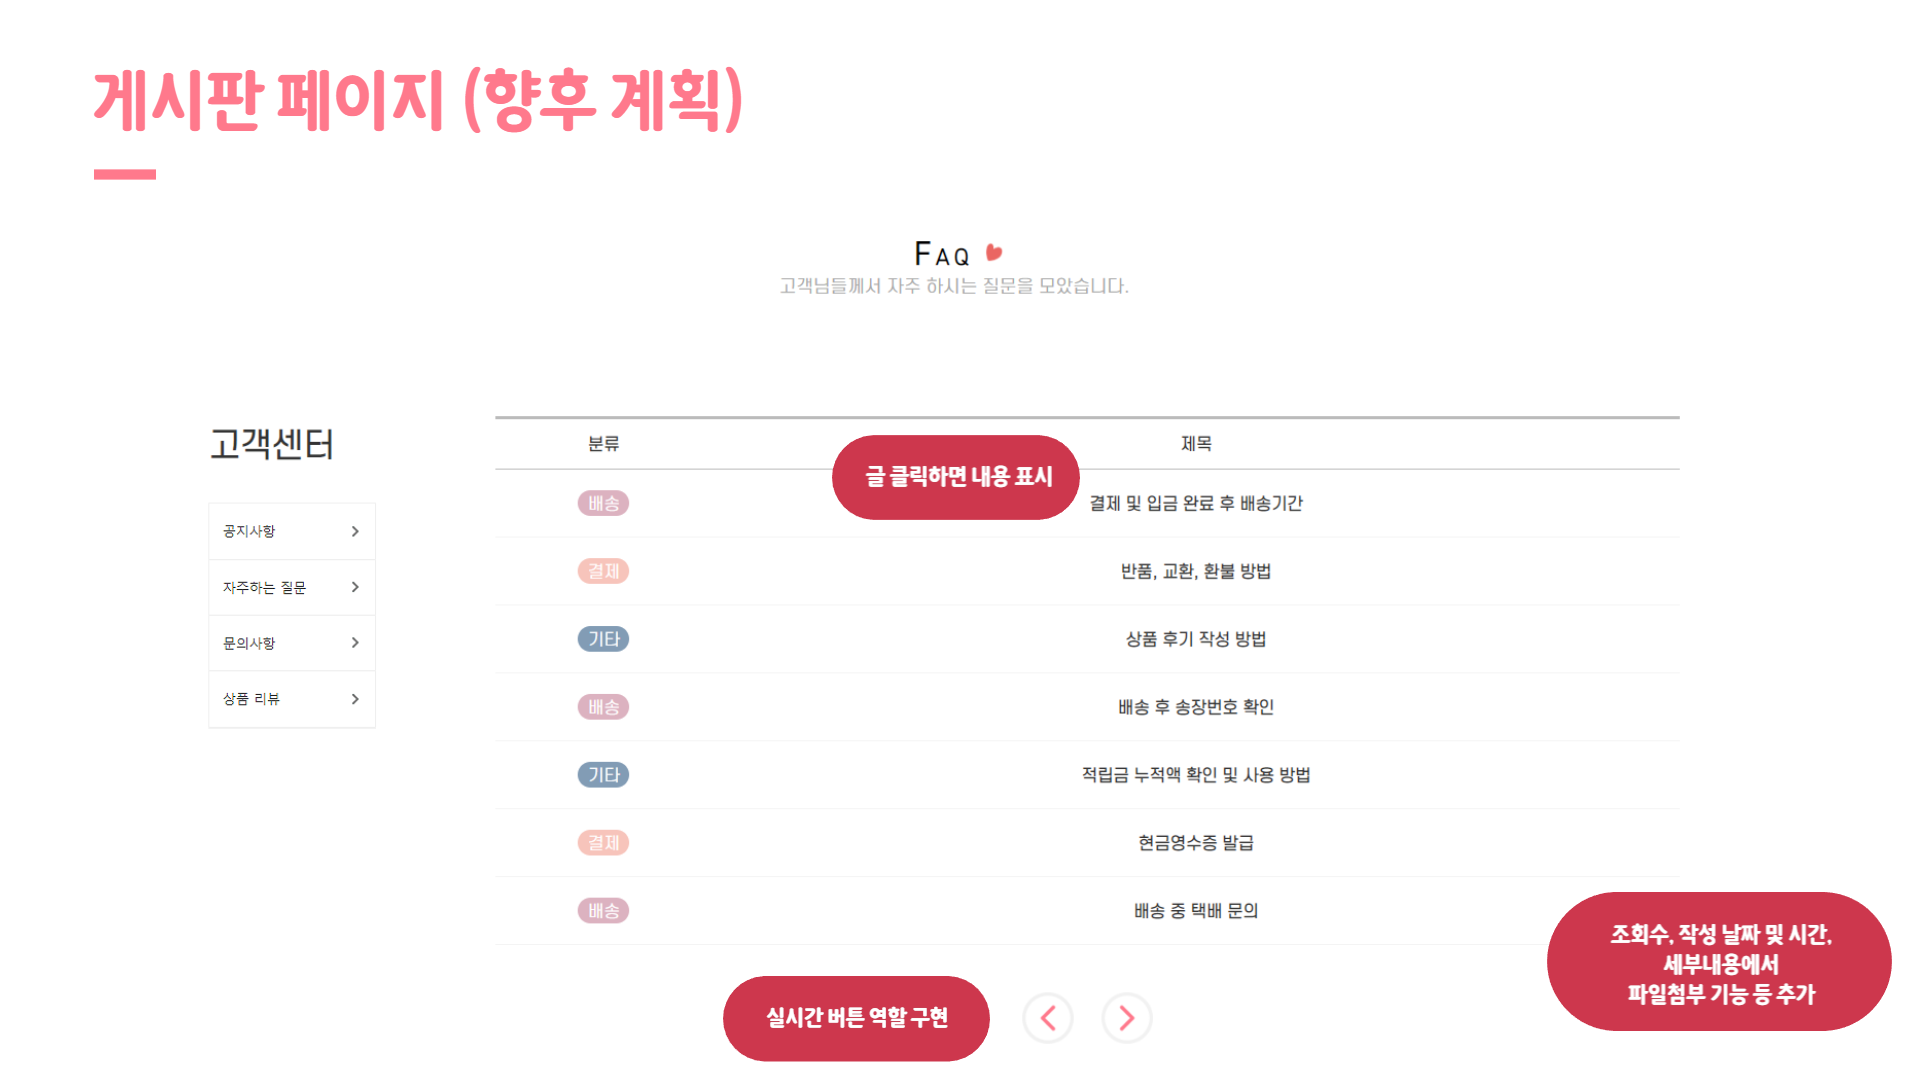 게시판 페이지 (향후 계획)
FAQ
고객님들께서 자주 하시는 질문을 모았습니다.
고객센터
공지사항
자주하는 질문
문의사항
상품 리뷰
분류 제목
글 클릭하면 내용 표시
배송 결제 및 입금 완료 후 배송기간
결제 반품, 교환, 환불 방법
기타 상품 후기 작성 방법
배송 배송 후 송장번호 확인
기타 적립금 누적액 확인 및 사용 방법
결제 현금영수증 발급
배송 배송 중 택배 문의
조회수, 작성 날짜 및 시간,
세부내용에서
파일첨부 기능 등 추가
실시간 버튼 역할 구현